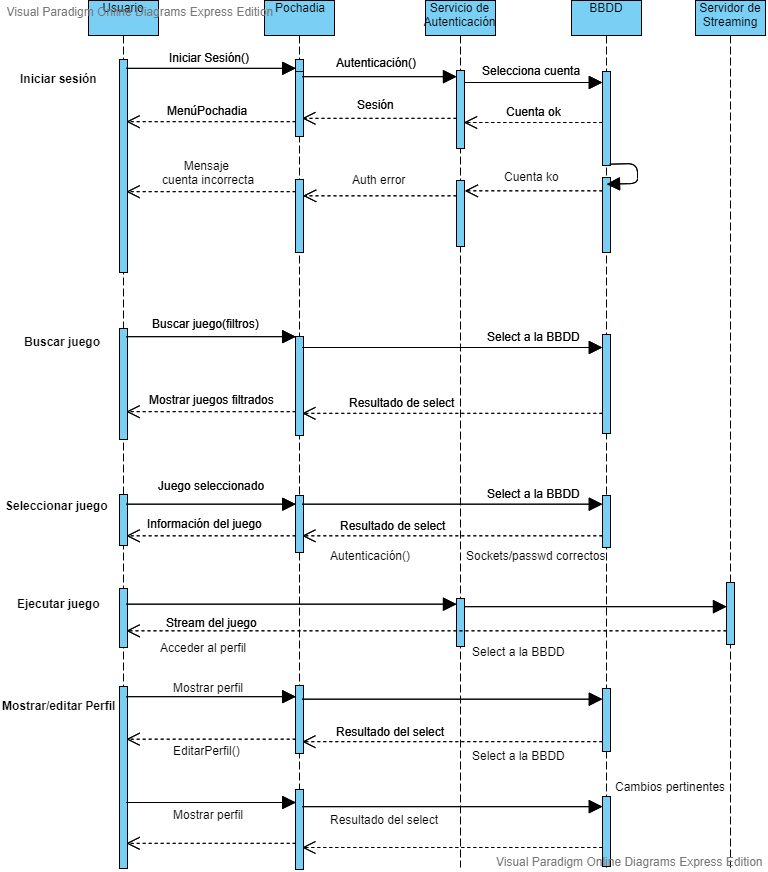 Visual Paradigm Online Diagrams Express Edition
Usuario
Pochadia
Servicio de
Autenticación
BBDD
Servidor de
Streaming
Iniciar sesión
Iniciar Sesión()
Autenticación()
Selecciona cuenta
MenúPochadia
Sesión
Cuenta ok
Mensaje
cuenta incorrecta
Auth error
Cuenta ko
Buscar juego
Buscar juego(filtros)
Select a la BBDD
Mostrar juegos filtrados
Resultado de select
Seleccionar juego
Juego seleccionado
Select a la BBDD
Información del juego
Resultado de select
Autenticación()
Sockets/passwd correctos
Ejecutar juego
Stream del juego
Acceder al perfil
Select a la BBDD
Mostrar/editar Perfil
Mostrar perfil
Resultado del select
EditarPerfil()
Select a la BBDD
Cambios pertinentes
Mostrar perfil
Resultado del select
Visual Paradigm Online Diagrams Express Edition